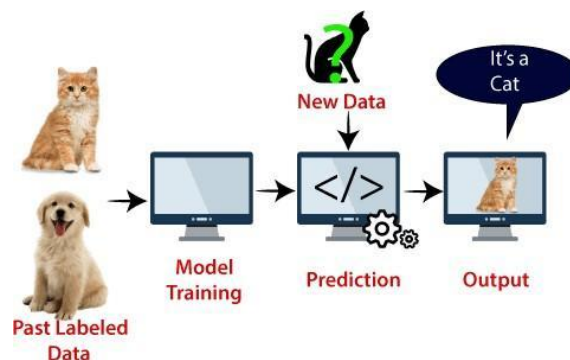 It's a
Cat
?
New Data
</>
Model
Training
Prediction
Output
Past Labeled
Data